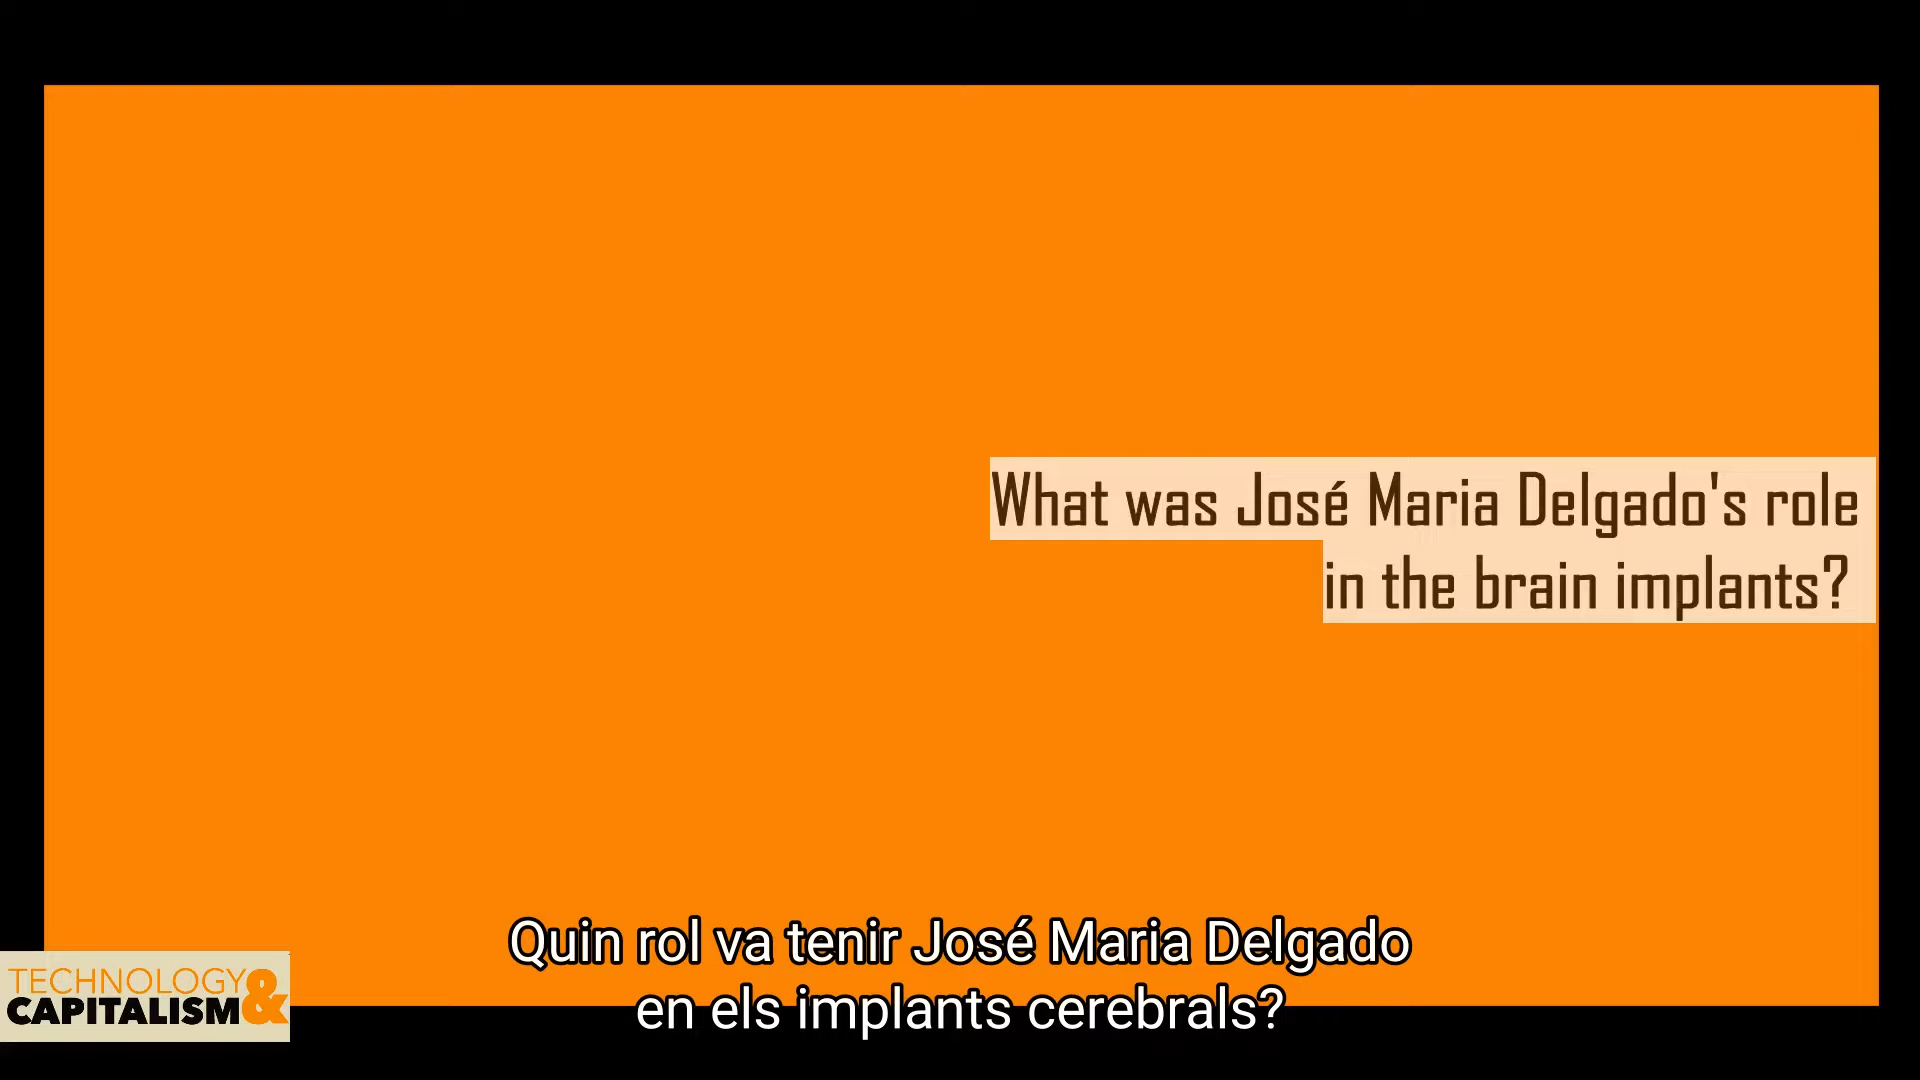 What was José Maria Delgado's role
in the brain implants?
Quin rol va tenir José Maria Delgado
en els implants cerebrals?
TECHNOLOGY &
CAPITALISM